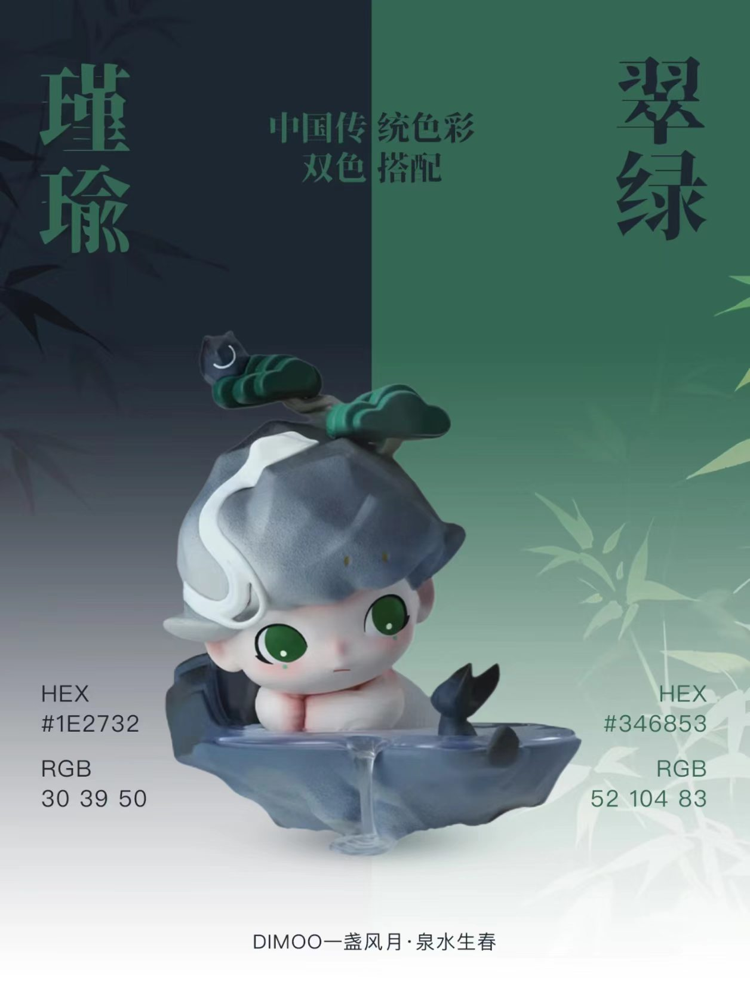 瑾瑜
翠绿
中国传统色彩
双色搭配
HEX
#1E2732
RGB
30 39 50
HEX
#346853
RGB
52 104 83
DIMOO一盏风月·泉水生春